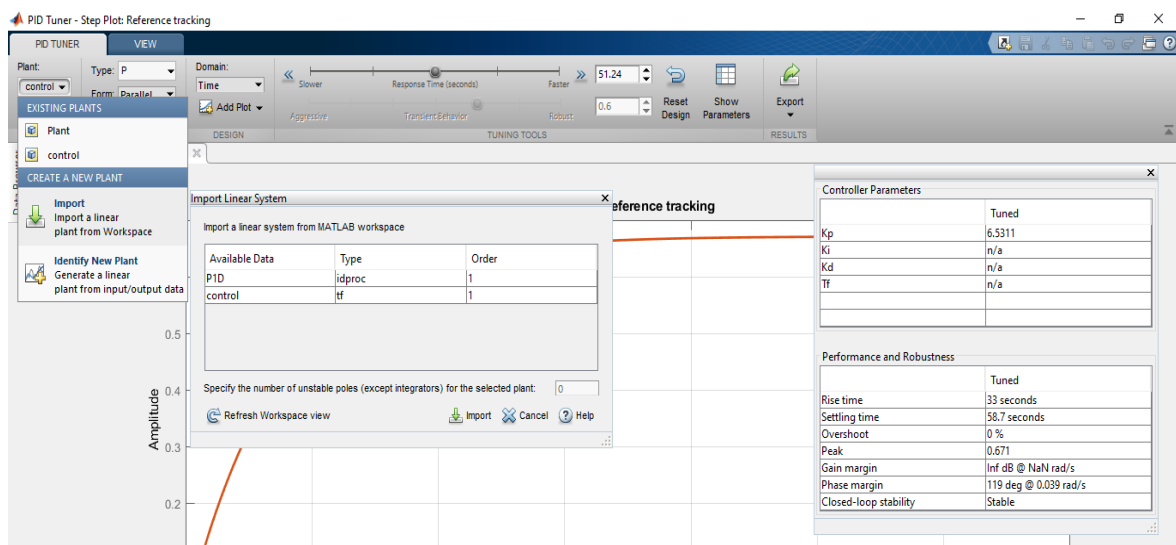 PID Tuner - Step Plot: Reference tracking
PID TUNER
VIEW
Plant:
control
Type: P
Form: Parallel
Domain:
Time
Add Plot
DESIGN
Slower
Response Time (seconds)
Faster
51.24
Aggressive
Transient Behavior
Robust
0.6
TUNING TOOLS
Reset
Design
Show
Parameters
Export
RESULTS
EXISTING PLANTS
Plant
control
CREATE A NEW PLANT
Import
Import a linear
plant from Workspace
Identify New Plant
Generate a linear
plant from input/output data
Import Linear System
Import a linear system from MATLAB workspace
Available Data Type Order
P1D idproc 1
control tf 1
Specify the number of unstable poles (except integrators) for the selected plant: 0
Refresh Workspace view
Import
Cancel
Help
eference tracking
Amplitude
0.5
0.4
0.3
0.2
Controller Parameters
Tuned
Kp 6.5311
Ki n/a
Kd n/a
Tf n/a
Performance and Robustness
Tuned
Rise time 33 seconds
Settling time 58.7 seconds
Overshoot 0 %
Peak 0.671
Gain margin Inf dB @ NaN rad/s
Phase margin 119 deg @ 0.039 rad/s
Closed-loop stability Stable